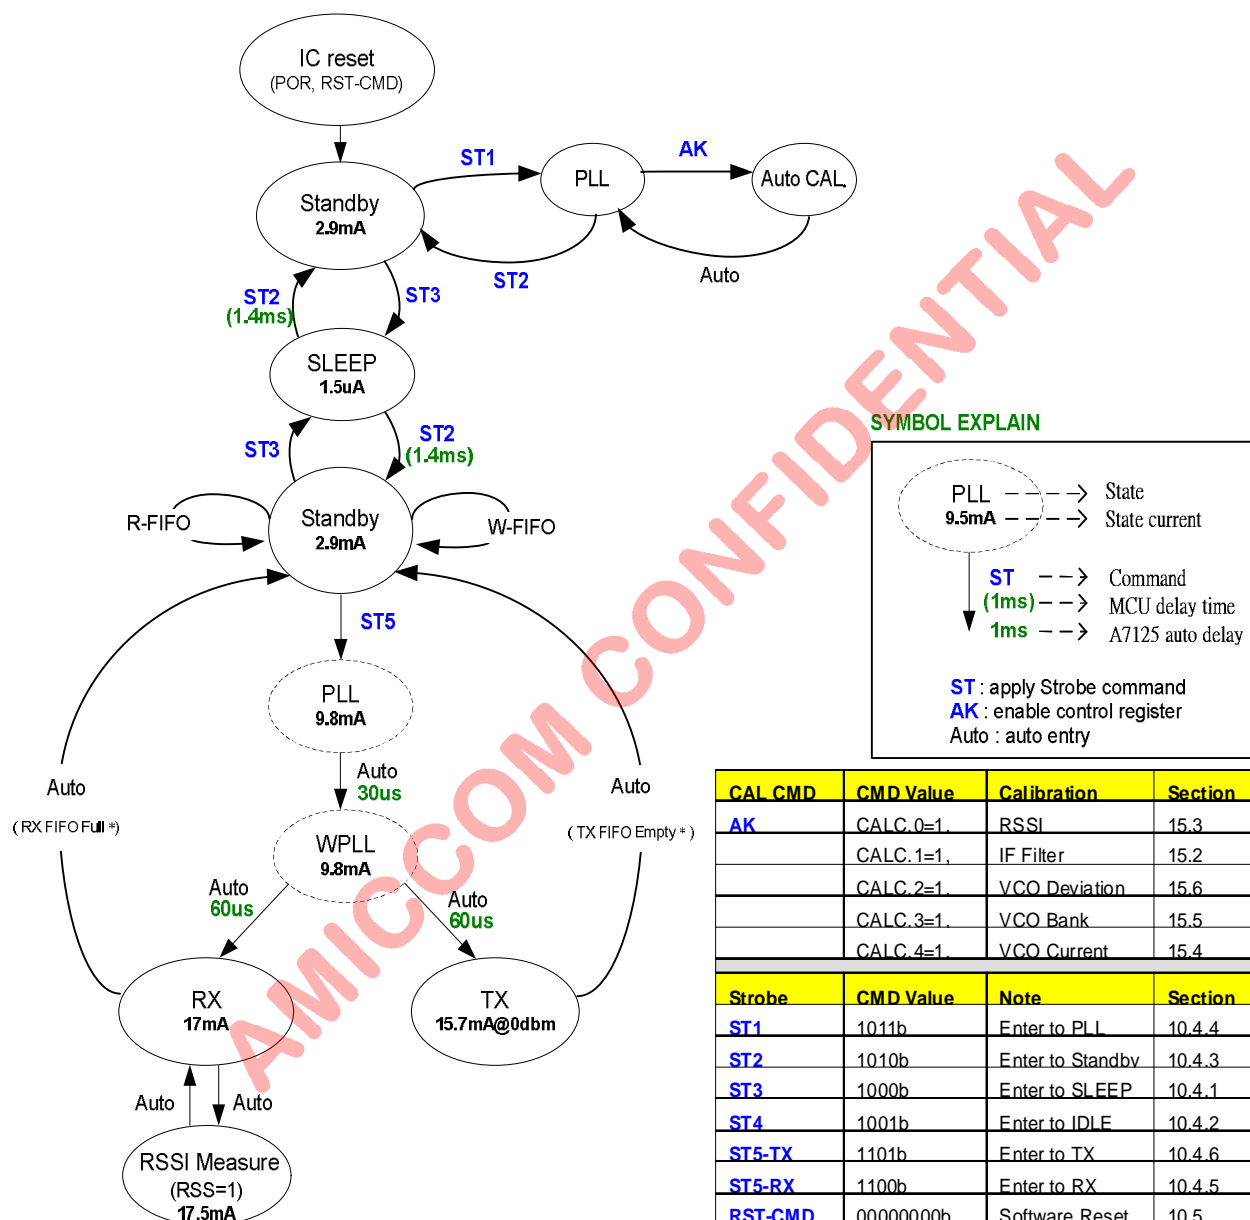 IC reset
(POR, RST-CMD)
ST1
AK
Standby
2.9mA
PLL
Auto CAL.
ST2
Auto
ST2
(1.4ms)
ST3
SLEEP
1.5uA
ST3
ST2
(1.4ms)
R-FIFO
Standby
2.9mA
W-FIFO
ST5
PLL
9.8mA
Auto
30us
Auto
( RX FIFO Full *)
Auto
( TX FIFO Empty * )
WPLL
9.8mA
Auto
60us
Auto
60us
RX
17mA
TX
15.7mA@0dbm
Auto
Auto
RSSI Measure
(RSS=1)
17.5mA
SYMBOL EXPLAIN
PLL
9.5mA
State
State current
ST
(1ms)
1ms
Command
MCU delay time
A7125 auto delay
ST : apply Strobe command
AK : enable control register
Auto : auto entry
CAL CMD CMD Value Calibration Section
AK CALC.0=1, RSSI 15.3
CALC.1=1, IF Filter 15.2
CALC.2=1, VCO Deviation 15.6
CALC.3=1, VCO Bank 15.5
CALC.4=1, VCO Current 15.4
Strobe CMD Value Note Section
ST1 1011b Enter to PLL 10.4.4
ST2 1010b Enter to Standby 10.4.3
ST3 1000b Enter to SLEEP 10.4.1
ST4 1001b Enter to IDLE 10.4.2
ST5-TX 1101b Enter to TX 10.4.6
ST5-RX 1100b Enter to RX 10.4.5
RST-CMD 00000000b Software Reset 10.5
AMICCOM CONFIDENTIAL